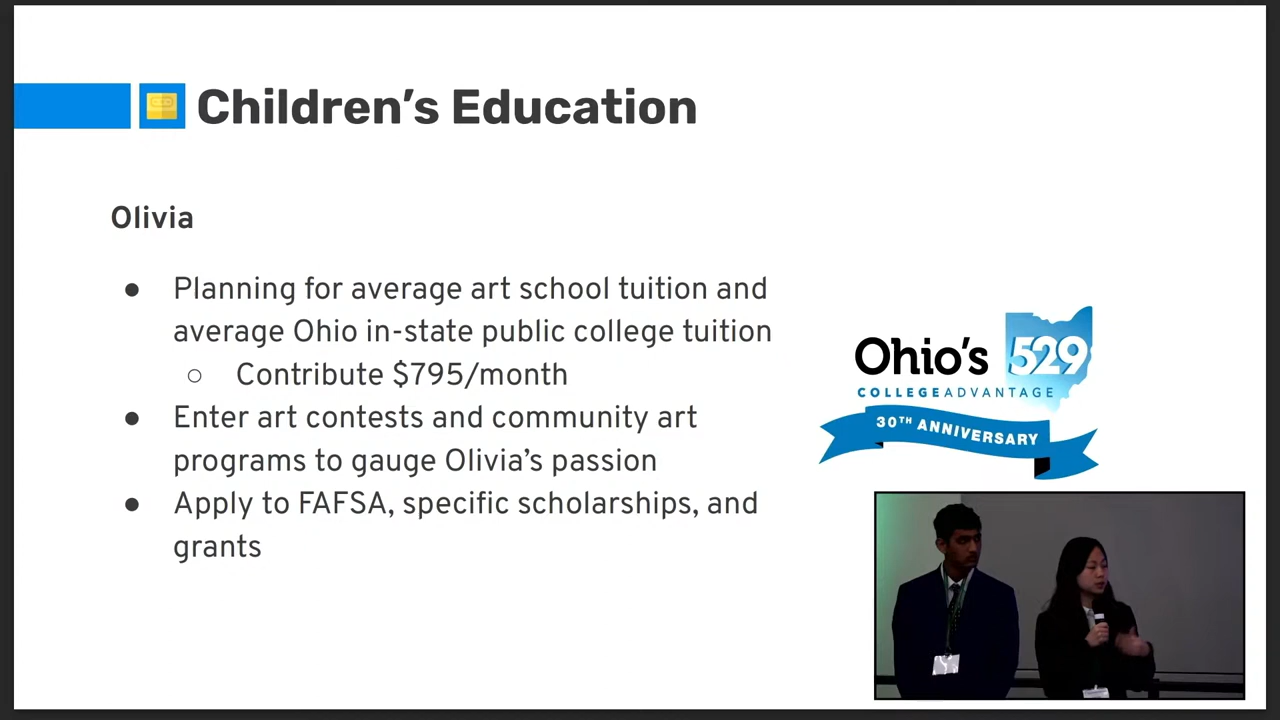 Children's Education
Olivia
● Planning for average art school tuition and
average Ohio in-state public college tuition
○ Contribute $795/month
● Enter art contests and community art
programs to gauge Olivia's passion
● Apply to FAFSA, specific scholarships, and
grants
Ohio's 529
COLLEGEADVANTAGE
30TH ANNIVERSARY